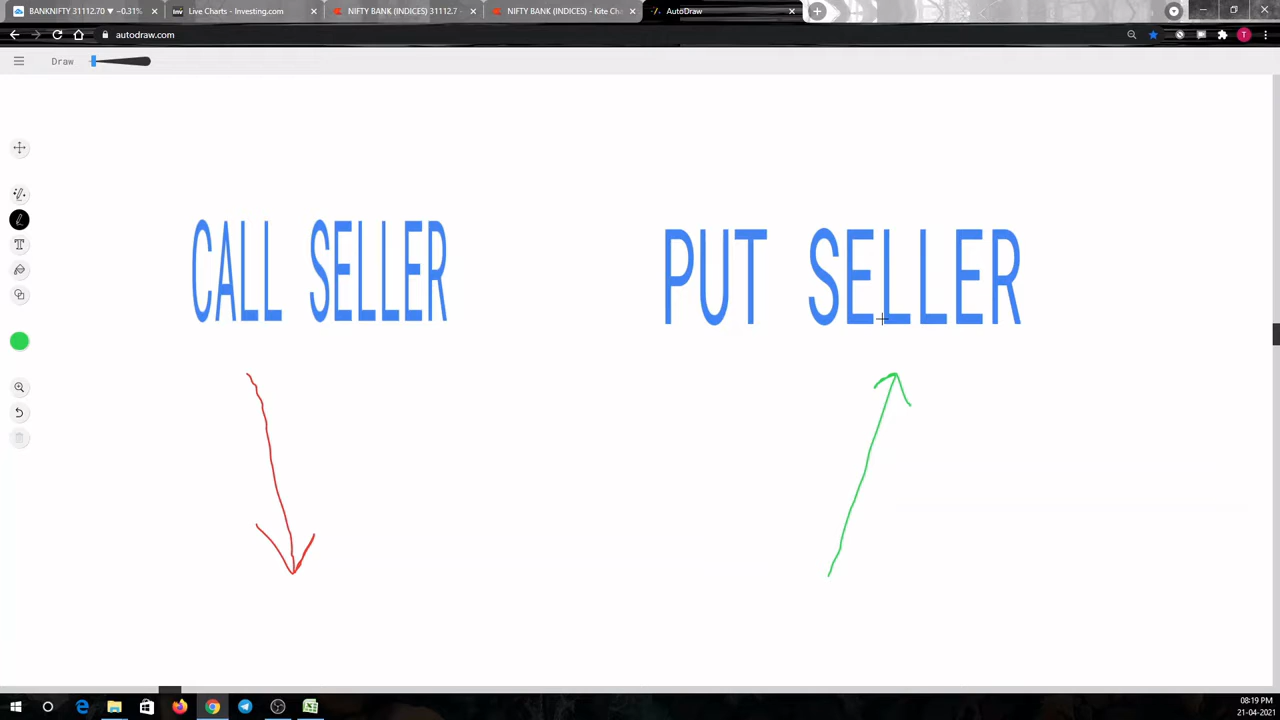 BANKNIFTY 31112.70 ▼ −0.31%
Live Charts - Investing.com
NIFTY BANK (INDICES) 31112.7
NIFTY BANK (INDICES) - Kite Cha
AutoDraw
autodraw.com
T
Draw
CALL SELLER
PUT SELLER
T
08:19 PM
21-04-2021